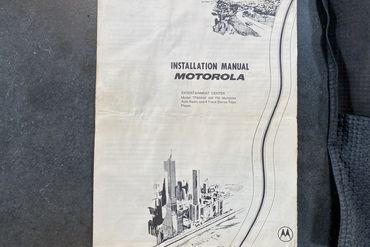 INSTALLATION MANUAL
MOTOROLA
ENTERTAINMENT CENTER
Auto Radio and 8 Track Stereo Tape
Player.